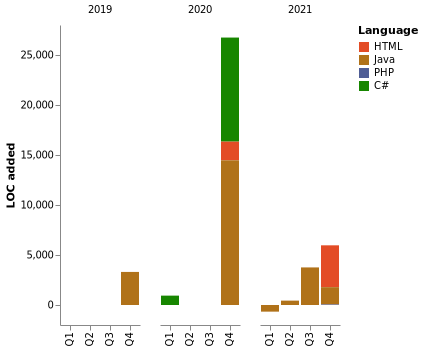 2019 2020 2021
Language
HTML
Java
PHP
C#
LOC added
25,000
20,000
15,000
10,000
5,000
0
Q1 Q2 Q3 Q4 Q1 Q2 Q3 Q4 Q1 Q2 Q3 Q4